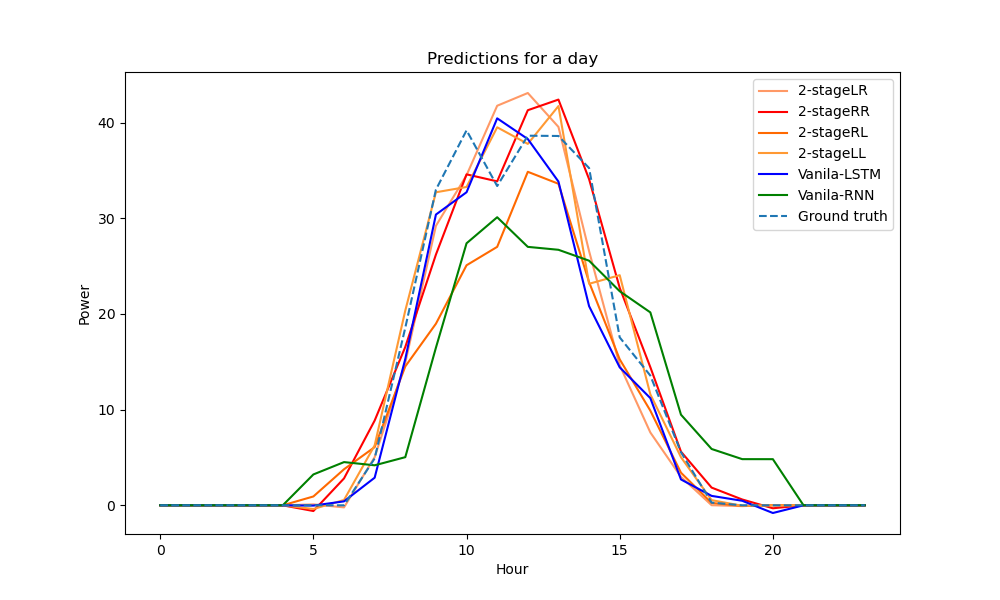 Predictions for a day
2-stageLR
2-stageRR
2-stageRL
2-stageLL
Vanila-LSTM
Vanila-RNN
Ground truth
Power
40
30
20
10
0
0 5 10 15 20
Hour